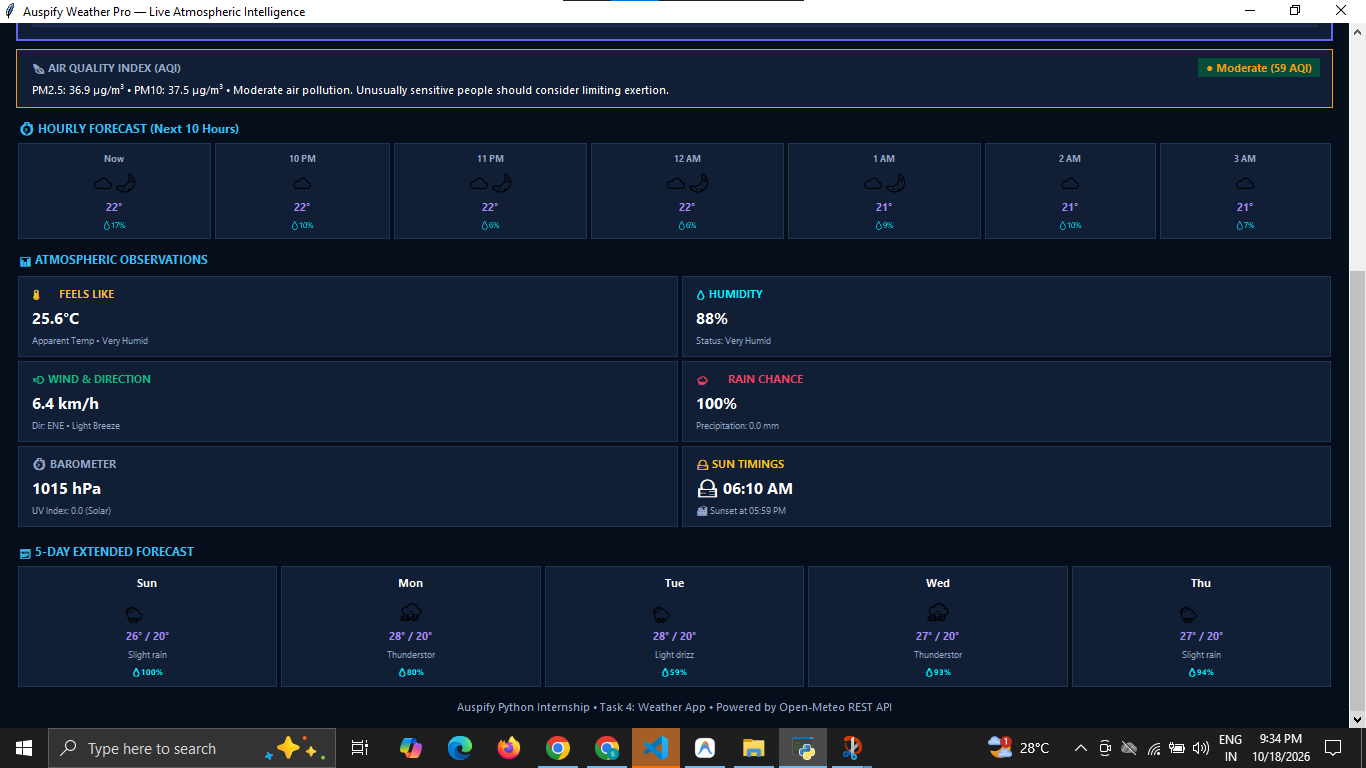 Auspify Weather Pro — Live Atmospheric Intelligence
AIR QUALITY INDEX (AQI)
● Moderate (59 AQI)
PM2.5: 36.9 µg/m³ • PM10: 37.5 µg/m³ • Moderate air pollution. Unusually sensitive people should consider limiting exertion.
HOURLY FORECAST (Next 10 Hours)
Now 10 PM 11 PM 12 AM 1 AM 2 AM 3 AM
22° 22° 22° 22° 21° 21° 21°
17% 10% 6% 6% 9% 10% 7%
ATMOSPHERIC OBSERVATIONS
FEELS LIKE
25.6°C
Apparent Temp • Very Humid
HUMIDITY
88%
Status: Very Humid
WIND & DIRECTION
6.4 km/h
Dir: ENE • Light Breeze
RAIN CHANCE
100%
Precipitation: 0.0 mm
BAROMETER
1015 hPa
UV Index: 0.0 (Solar)
SUN TIMINGS
06:10 AM
Sunset at 05:59 PM
5-DAY EXTENDED FORECAST
Sun Mon Tue Wed Thu
26° / 20° 28° / 20° 28° / 20° 27° / 20° 27° / 20°
Slight rain Thunderstor Light drizz Thunderstor Slight rain
100% 80% 59% 93% 94%
Auspify Python Internship • Task 4: Weather App • Powered by Open-Meteo REST API
Type here to search
1
28°C
ENG
IN
9:34 PM
10/18/2026